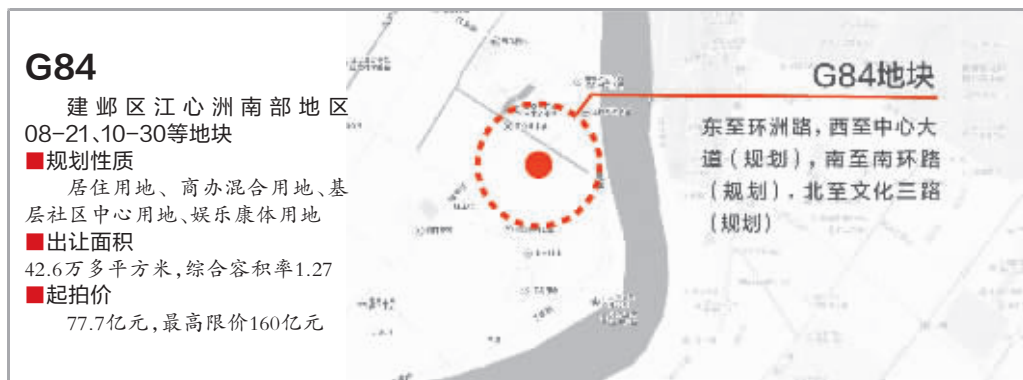 G84
建邺区江心洲南部地区
08-21、10-30等地块
■规划性质
居住用地、商办混合用地、基
层社区中心用地、娱乐康体用地
■出让面积
42.6万多平方米,综合容积率1.27
■起拍价
77.7亿元,最高限价160亿元
G84地块
东至环洲路,西至中心大
道(规划),南至南环路
(规划),北至文化三路
(规划)